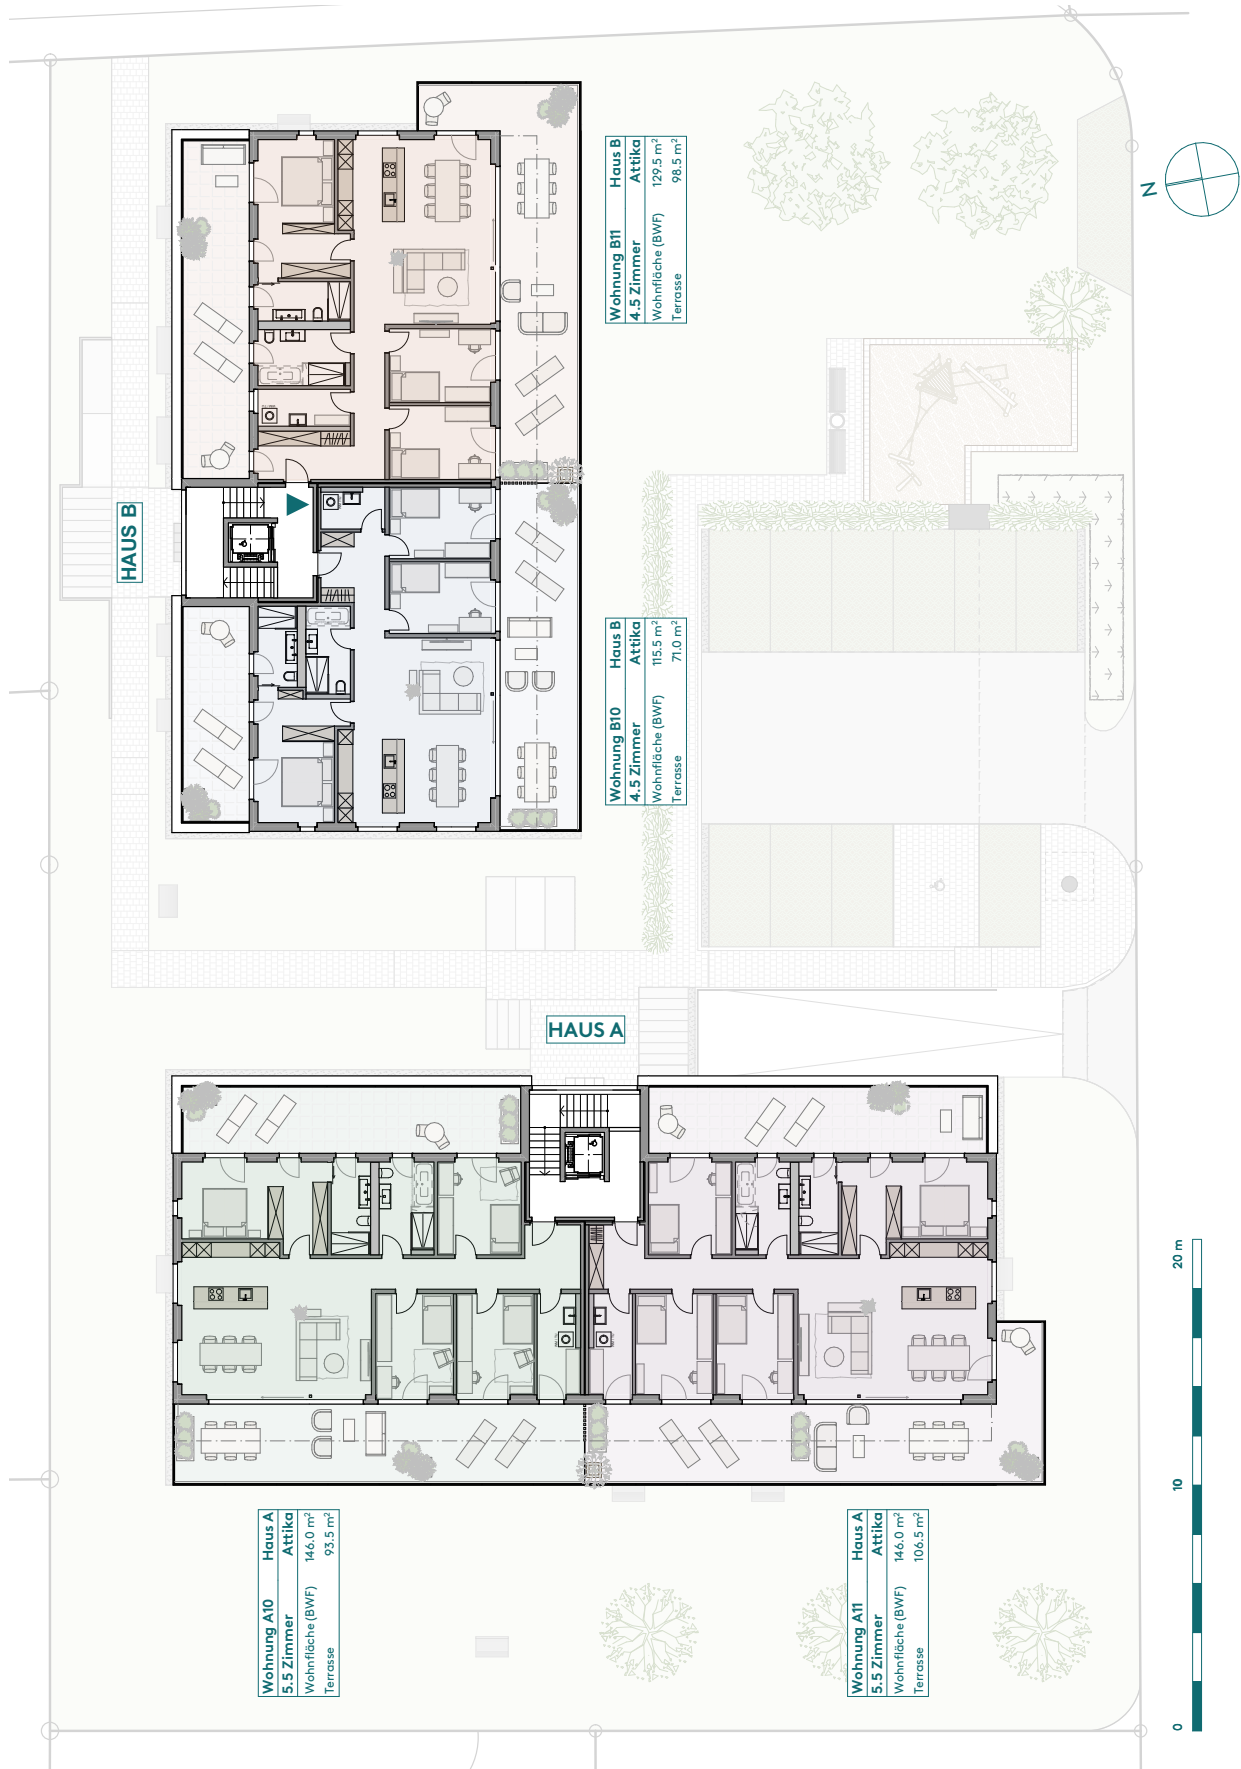 N
Wohnung B11 Haus B
4.5 Zimmer Attika
Wohnfläche (BWF) 129.5 m²
Terrasse 98.5 m²
HAUS B
Wohnung B10 Haus B
4.5 Zimmer Attika
Wohnfläche (BWF) 115.5 m²
Terrasse 71.0 m²
HAUS A
Wohnung A10 Haus A
5.5 Zimmer Attika
Wohnfläche (BWF) 146.0 m²
Terrasse 93.5 m²
Wohnung A11 Haus A
5.5 Zimmer Attika
Wohnfläche (BWF) 146.0 m²
Terrasse 106.5 m²
0 10 20 m